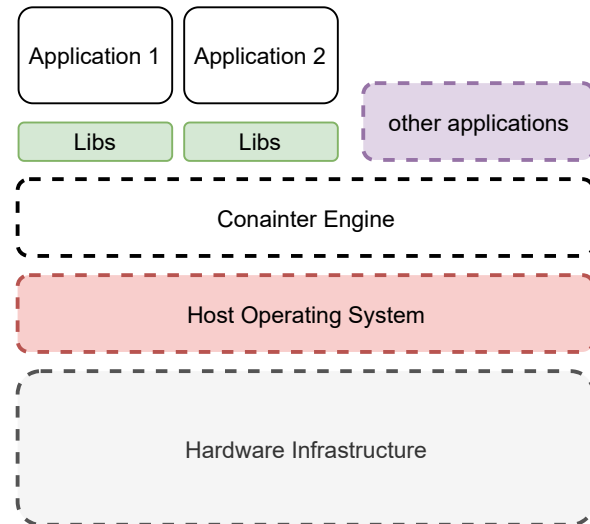 Application 1
Application 2
other applications
Libs
Libs
Conainter Engine
Host Operating System
Hardware Infrastructure